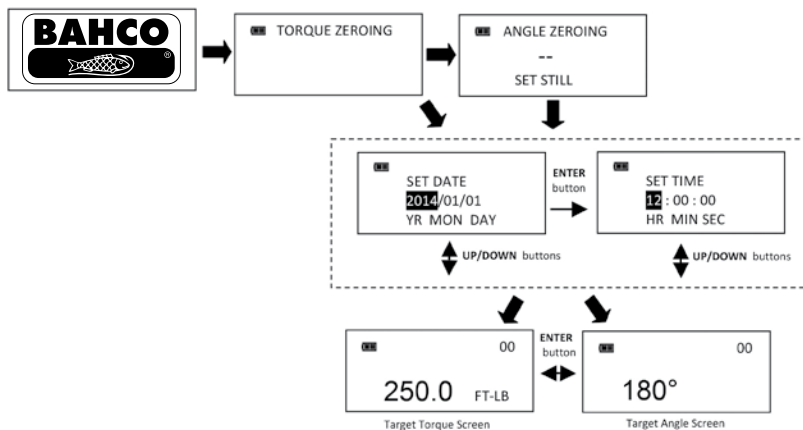 BAHCO
®
TORQUE ZEROING
ANGLE ZEROING
--
SET STILL
SET DATE
2014/01/01
YR MON DAY
ENTER
button
SET TIME
12 : 00 : 00
HR MIN SEC
UP/DOWN buttons
UP/DOWN buttons
00
250.0 FT-LB
Target Torque Screen
ENTER
button
00
180°
Target Angle Screen